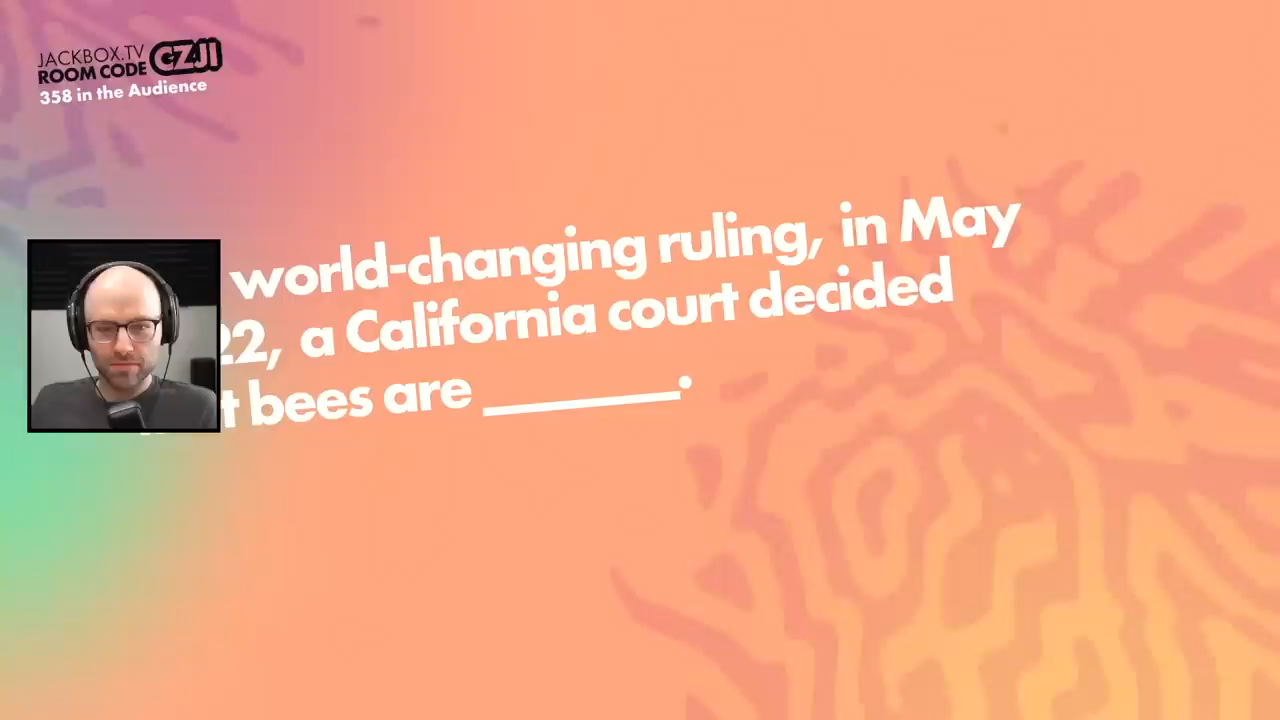 JACKBOX.TV
ROOM CODE GZJI
358 in the Audience
world-changing ruling, in May
22, a California court decided
t bees are ________.